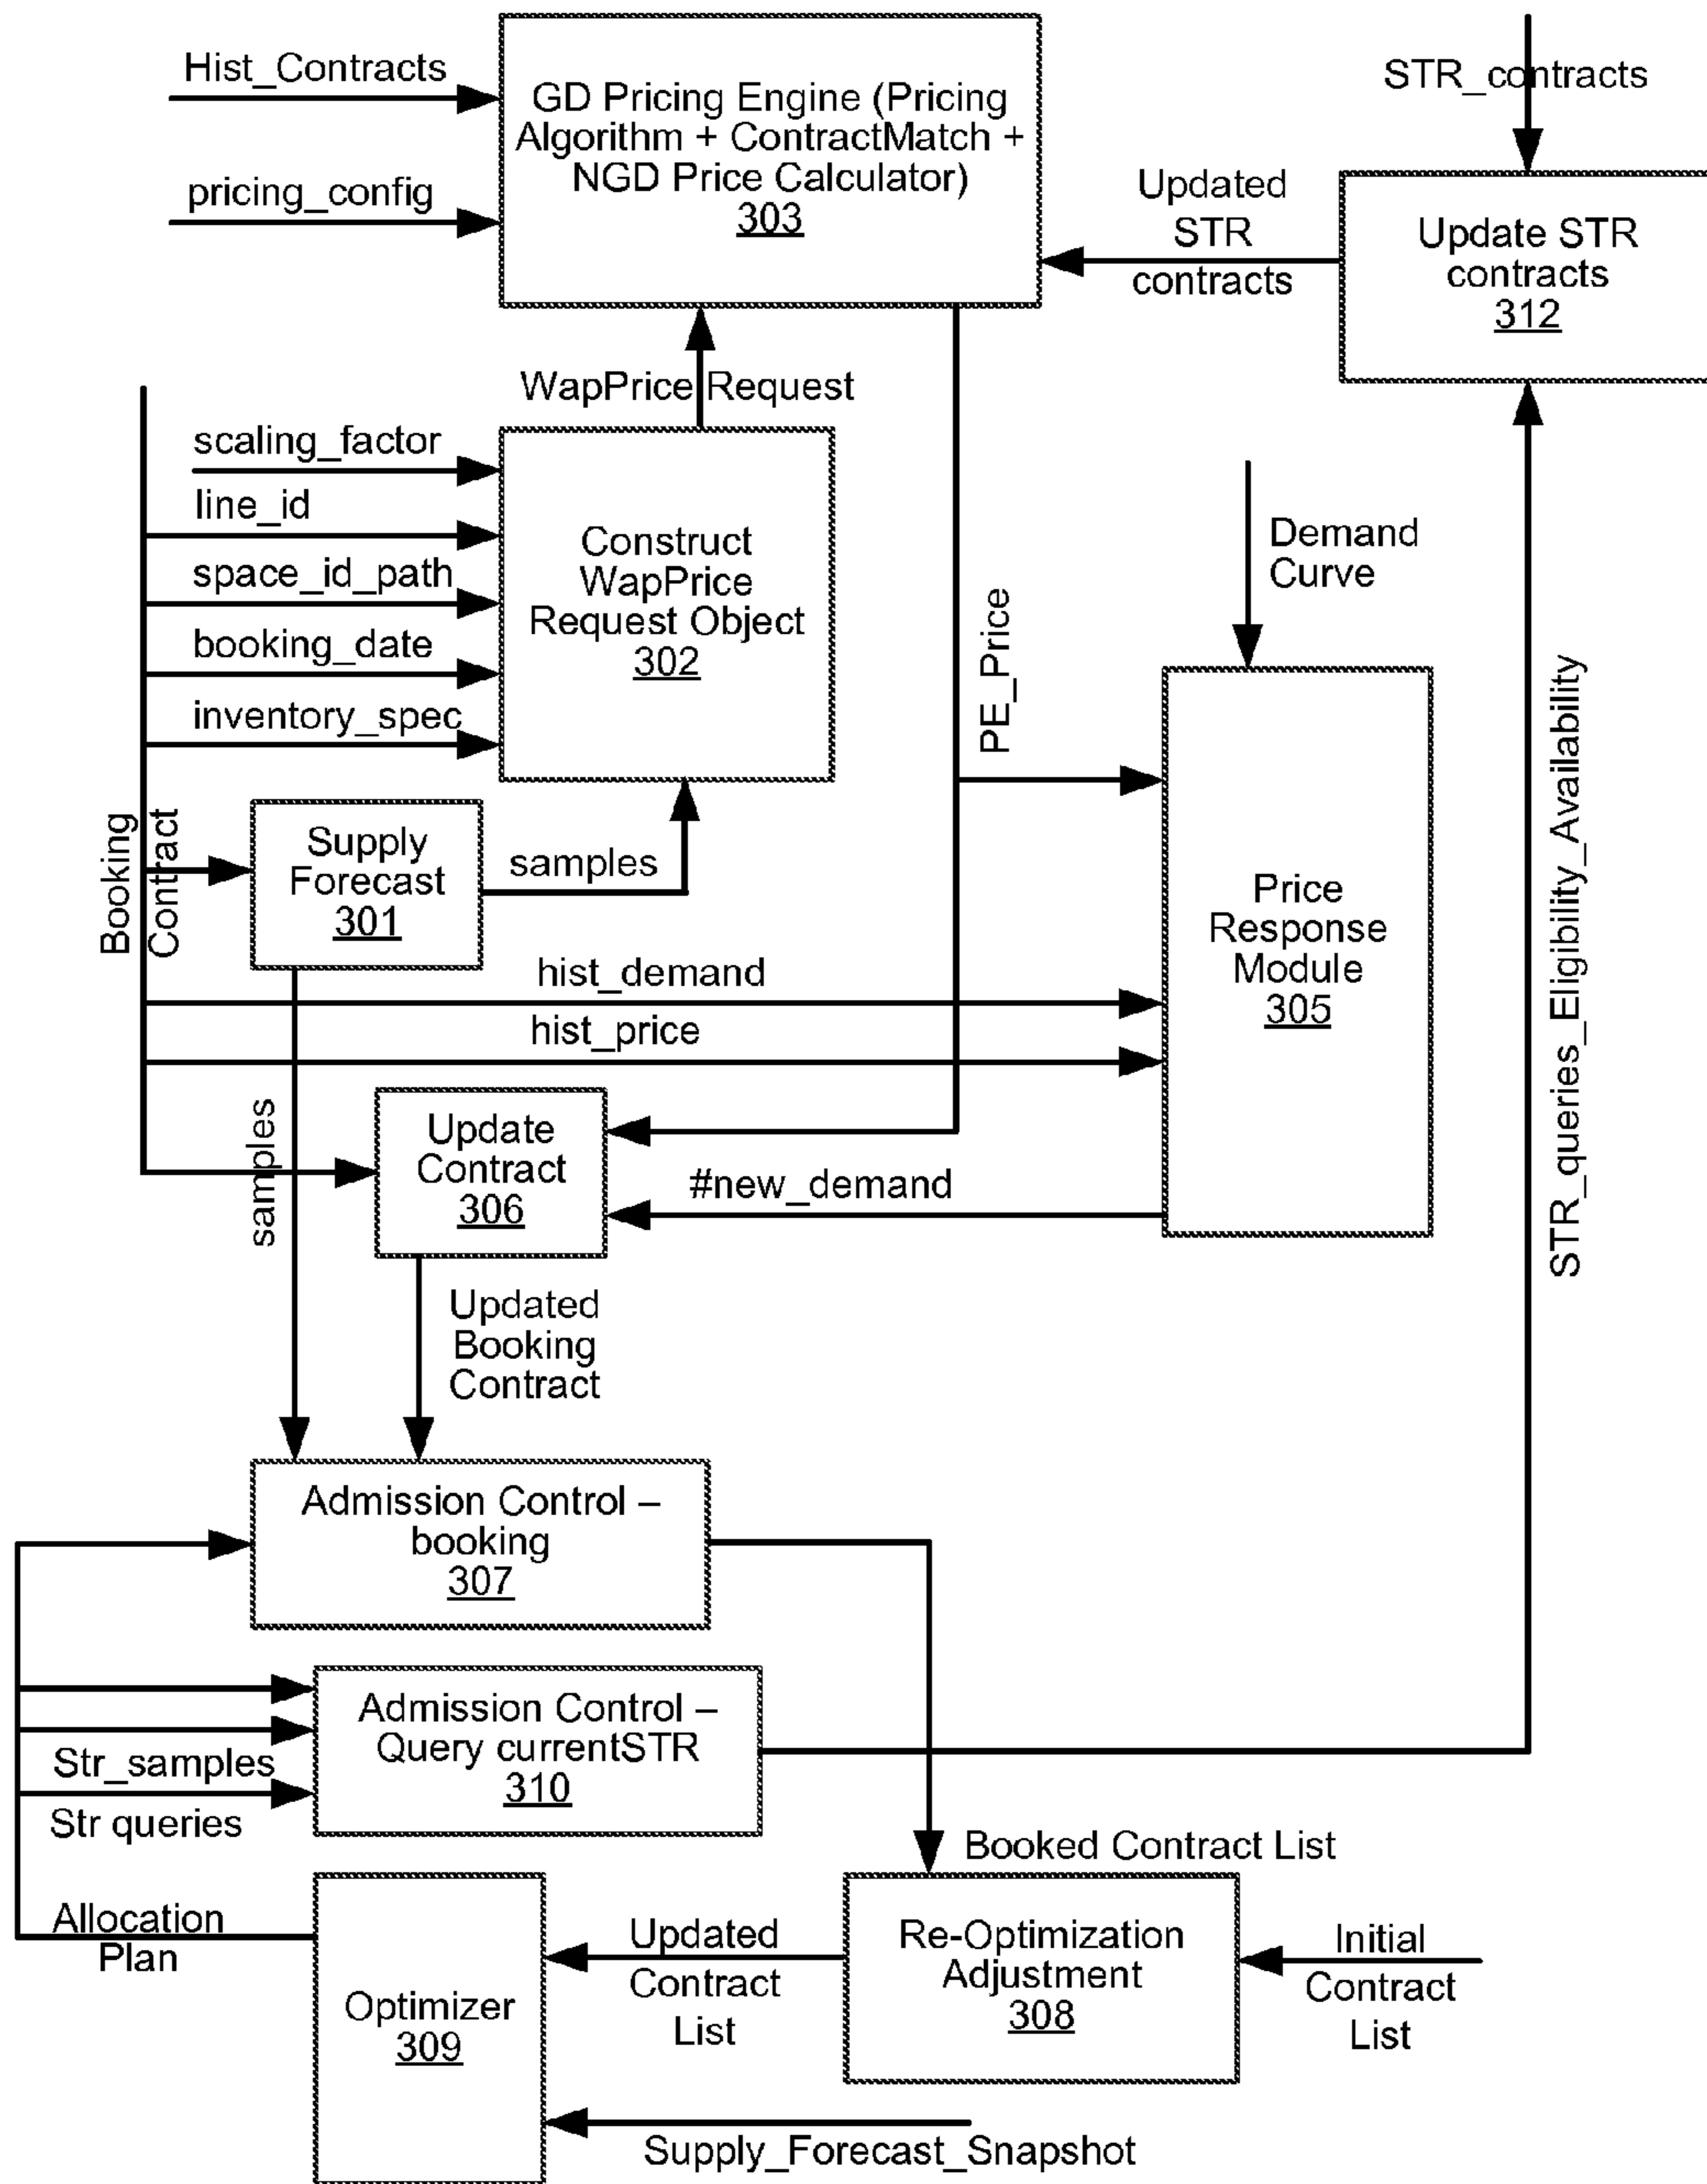 Hist_Contracts
pricing_config
GD Pricing Engine (Pricing
Algorithm + ContractMatch +
NGD Price Calculator)
303
STR_contracts
Updated
STR
contracts
Update STR
contracts
312
WapPrice Request
scaling_factor
line_id
space_id_path
booking_date
inventory_spec
Construct
WapPrice
Request Object
302
Demand
Curve
PE_Price
Booking
Contract
Supply
Forecast
301
samples
Price
Response
Module
305
STR_queries_Eligibility_Availability
hist_demand
hist_price
samples
Update
Contract
306
#new_demand
Updated
Booking
Contract
Admission Control –
booking
307
Admission Control –
Query currentSTR
310
Str_samples
Str queries
Booked Contract List
Allocation
Plan
Optimizer
309
Updated
Contract
List
Re-Optimization
Adjustment
308
Initial
Contract
List
Supply_Forecast_Snapshot